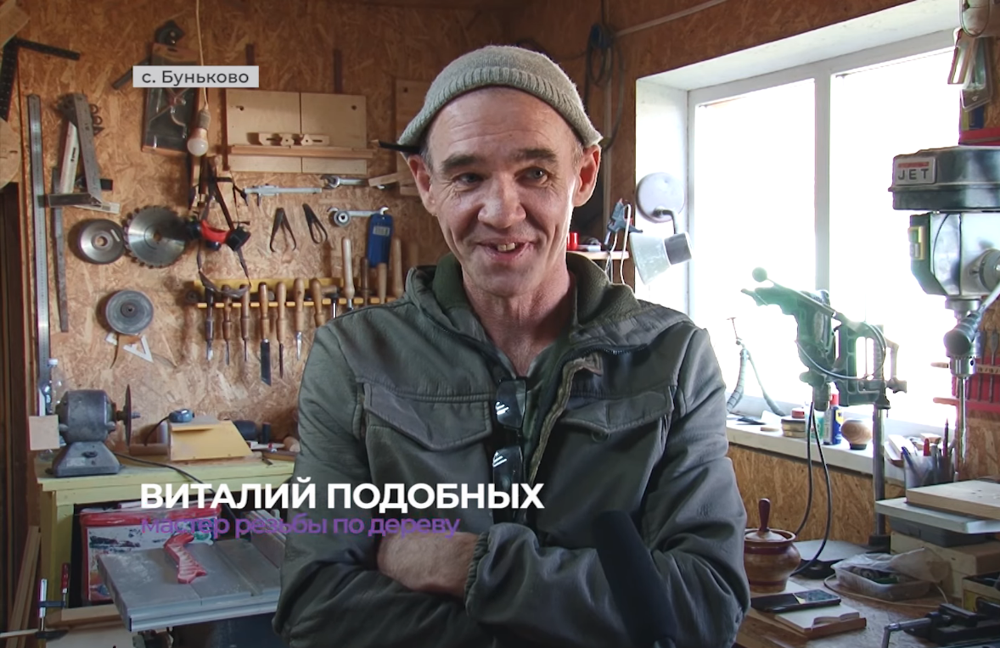 с. Буньково
JET
ВИТАЛИЙ ПОДОБНЫХ
мастер резьбы по дереву